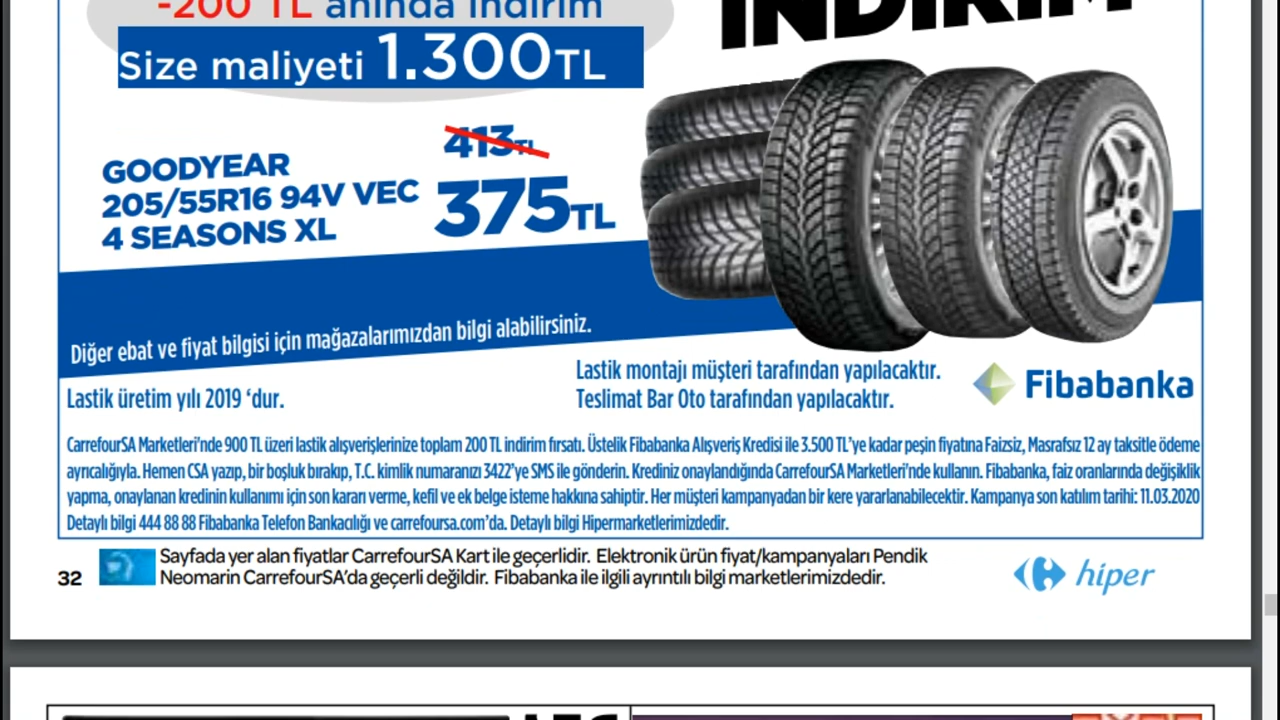 -200 TL anında indirim
İNDİRİM
Size maliyeti 1.300TL
413TL
GOODYEAR
205/55R16 94V VEC
4 SEASONS XL
375TL
Diğer ebat ve fiyat bilgisi için mağazalarımızdan bilgi alabilirsiniz.
Lastik üretim yılı 2019 ‘dur.
Lastik montajı müşteri tarafından yapılacaktır.
Teslimat Bar Oto tarafından yapılacaktır.
Fibabanka
CarrefourSA Marketleri'nde 900 TL üzeri lastik alışverişlerinize toplam 200 TL indirim fırsatı. Üstelik Fibabanka Alışveriş Kredisi ile 3.500 TL'ye kadar peşin fiyatına Faizsiz, Masrafsız 12 ay taksitle ödeme
ayrıcalığıyla. Hemen CSA yazıp, bir boşluk bırakıp, T.C. kimlik numaranızı 3422'ye SMS ile gönderin. Krediniz onaylandığında CarrefourSA Marketleri'nde kullanın. Fibabanka, faiz oranlarında değişiklik
yapma, onaylanan kredinin kullanımı için son kararı verme, kefil ve ek belge isteme hakkına sahiptir. Her müşteri kampanyadan bir kere yararlanabilecektir. Kampanya son katılım tarihi: 11.03.2020
Detaylı bilgi 444 88 88 Fibabanka Telefon Bankacılığı ve carrefoursa.com'da. Detaylı bilgi Hipermarketlerimizdedir.
Sayfada yer alan fiyatlar CarrefourSA Kart ile geçerlidir. Elektronik ürün fiyat/kampanyaları Pendik
Neomarin CarrefourSA'da geçerli değildir. Fibabanka ile ilgili ayrıntılı bilgi marketlerimizdedir.
32
hiper